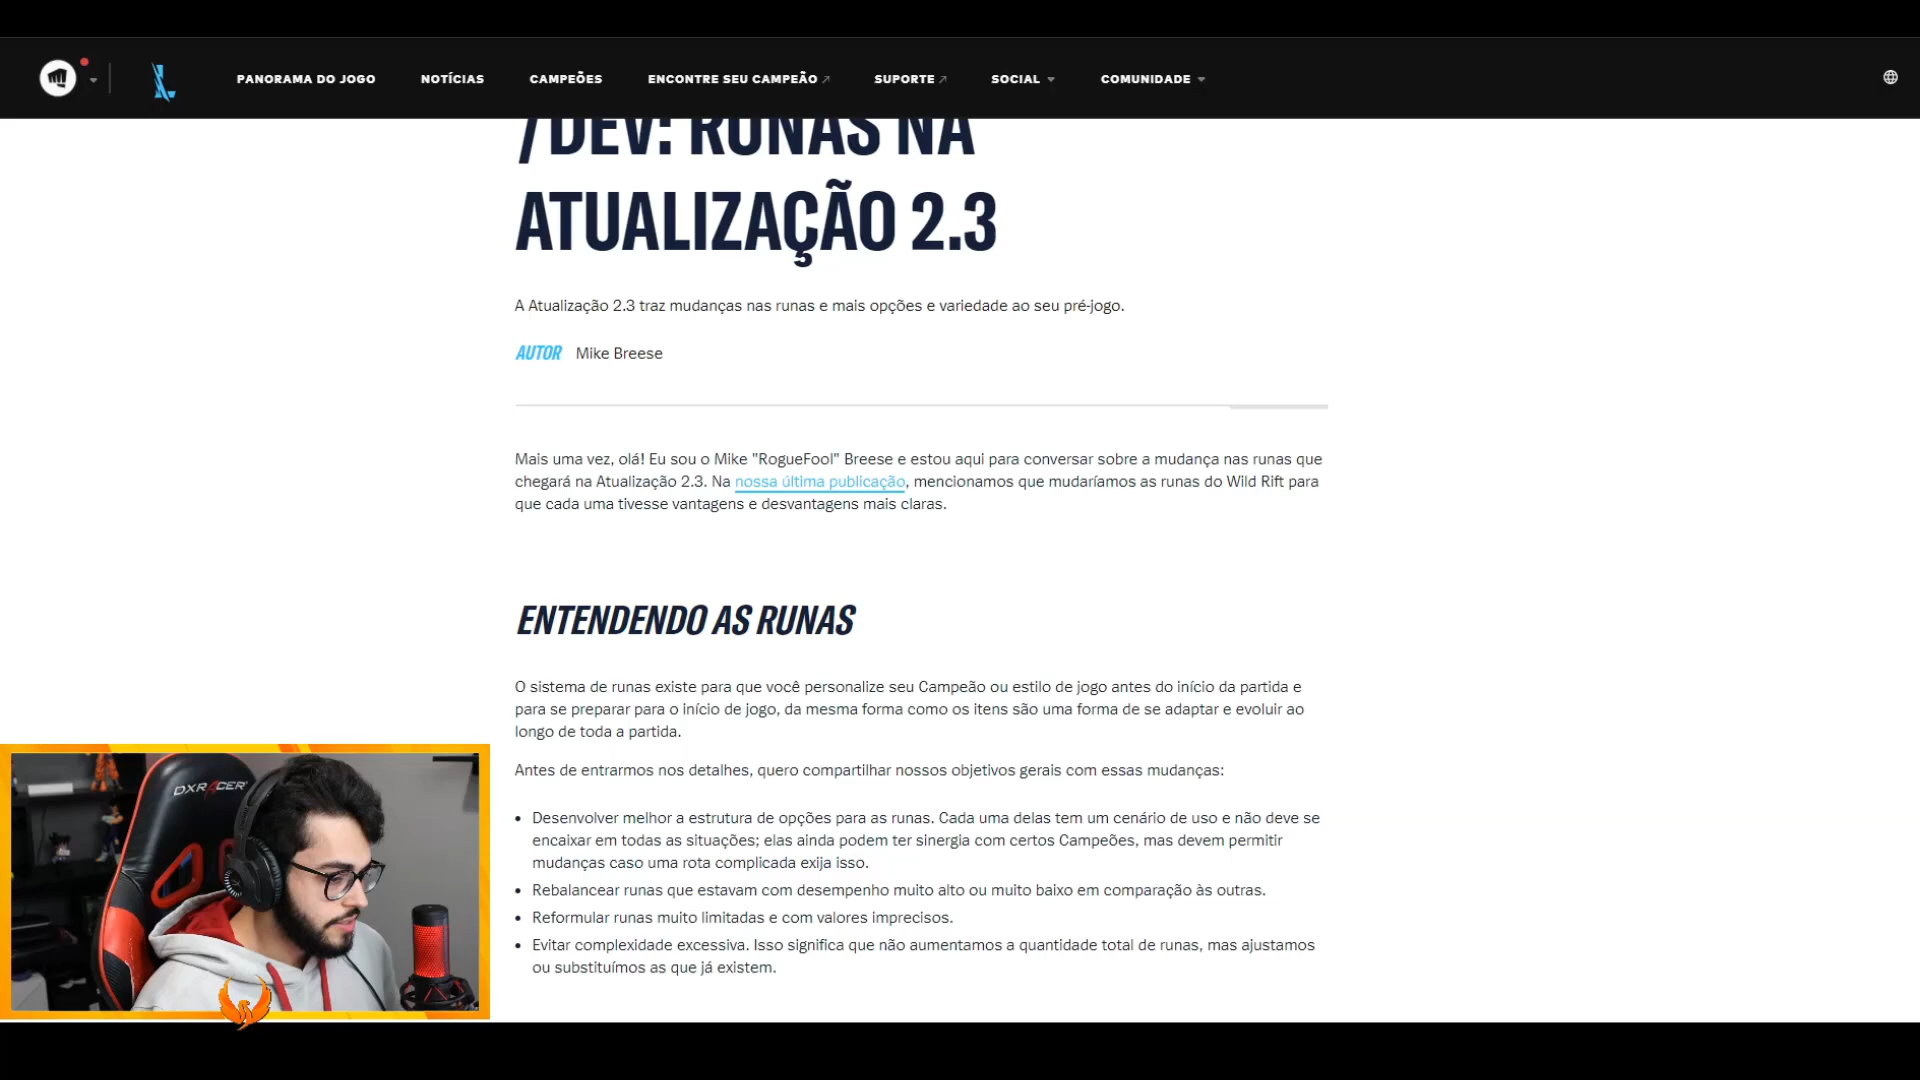 PANORAMA DO JOGO NOTÍCIAS CAMPEÕES ENCONTRE SEU CAMPEÃO SUPORTE SOCIAL COMUNIDADE
/DEV: RUNAS NA
ATUALIZAÇÃO 2.3
A Atualização 2.3 traz mudanças nas runas e mais opções e variedade ao seu pré-jogo.
AUTOR Mike Breese
Mais uma vez, olá! Eu sou o Mike "RogueFool" Breese e estou aqui para conversar sobre a mudança nas runas que
chegará na Atualização 2.3. Na nossa última publicação, mencionamos que mudaríamos as runas do Wild Rift para
que cada uma tivesse vantagens e desvantagens mais claras.
ENTENDENDO AS RUNAS
O sistema de runas existe para que você personalize seu Campeão ou estilo de jogo antes do início da partida e
para se preparar para o início de jogo, da mesma forma como os itens são uma forma de se adaptar e evoluir ao
longo de toda a partida.
Antes de entrarmos nos detalhes, quero compartilhar nossos objetivos gerais com essas mudanças:
• Desenvolver melhor a estrutura de opções para as runas. Cada uma delas tem um cenário de uso e não deve se
encaixar em todas as situações; elas ainda podem ter sinergia com certos Campeões, mas devem permitir
mudanças caso uma rota complicada exija isso.
• Rebalancear runas que estavam com desempenho muito alto ou muito baixo em comparação às outras.
• Reformular runas muito limitadas e com valores imprecisos.
• Evitar complexidade excessiva. Isso significa que não aumentamos a quantidade total de runas, mas ajustamos
ou substituímos as que já existem.
DXRACER